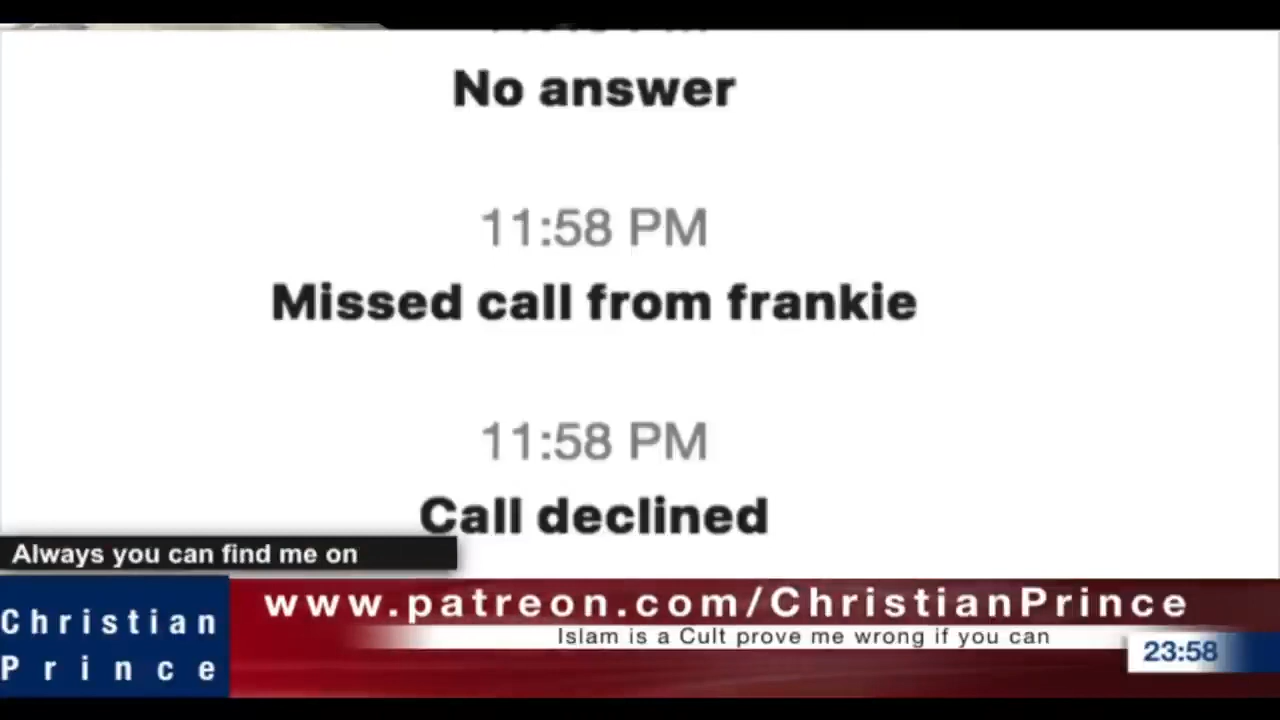 No answer
11:58 PM
Missed call from frankie
11:58 PM
Call declined
Always you can find me on
Christian
Prince
www.patreon.com/ChristianPrince
Islam is a Cult prove me wrong if you can
23:58